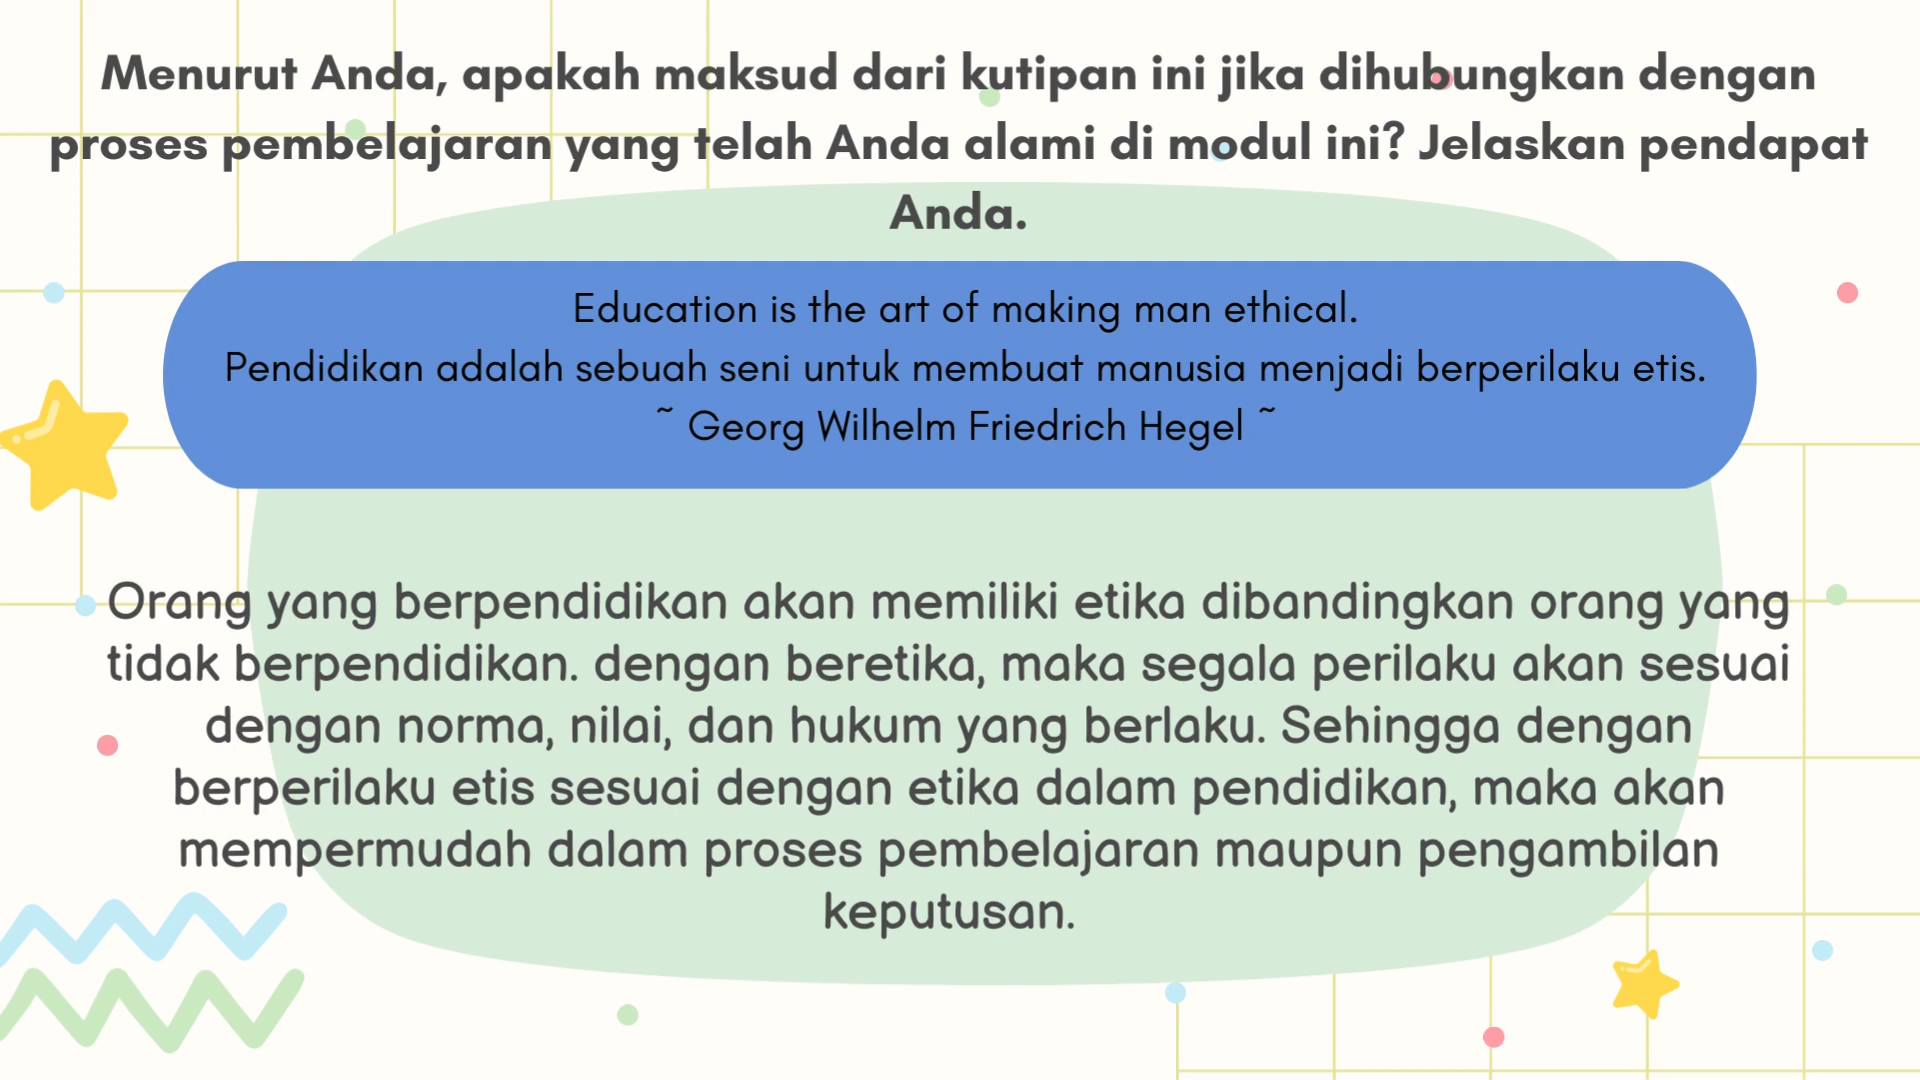 Menurut Anda, apakah maksud dari kutipan ini jika dihubungkan dengan
proses pembelajaran yang telah Anda alami di modul ini? Jelaskan pendapat
Anda.
Education is the art of making man ethical.
Pendidikan adalah sebuah seni untuk membuat manusia menjadi berperilaku etis.
~ Georg Wilhelm Friedrich Hegel ~
Orang yang berpendidikan akan memiliki etika dibandingkan orang yang
tidak berpendidikan. dengan beretika, maka segala perilaku akan sesuai
dengan norma, nilai, dan hukum yang berlaku. Sehingga dengan
berperilaku etis sesuai dengan etika dalam pendidikan, maka akan
mempermudah dalam proses pembelajaran maupun pengambilan
keputusan.